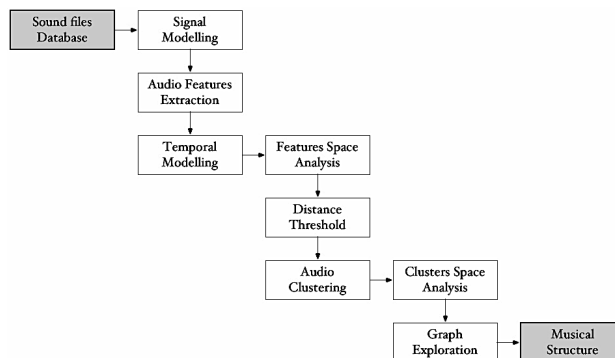 Sound files
Database
Signal
Modelling
Audio Features
Extraction
Temporal
Modelling
Features Space
Analysis
Distance
Threshold
Audio
Clustering
Clusters Space
Analysis
Graph
Exploration
Musical
Structure